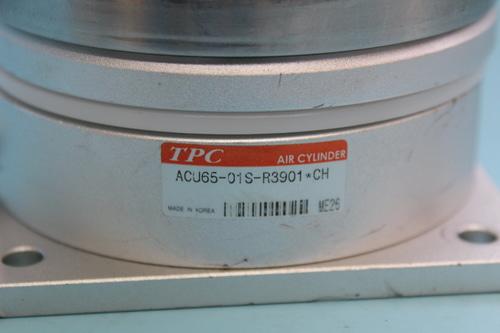 TPC AIR CYLINDER
ACU65-01S-R3901*CH
MADE IN KOREA ME26